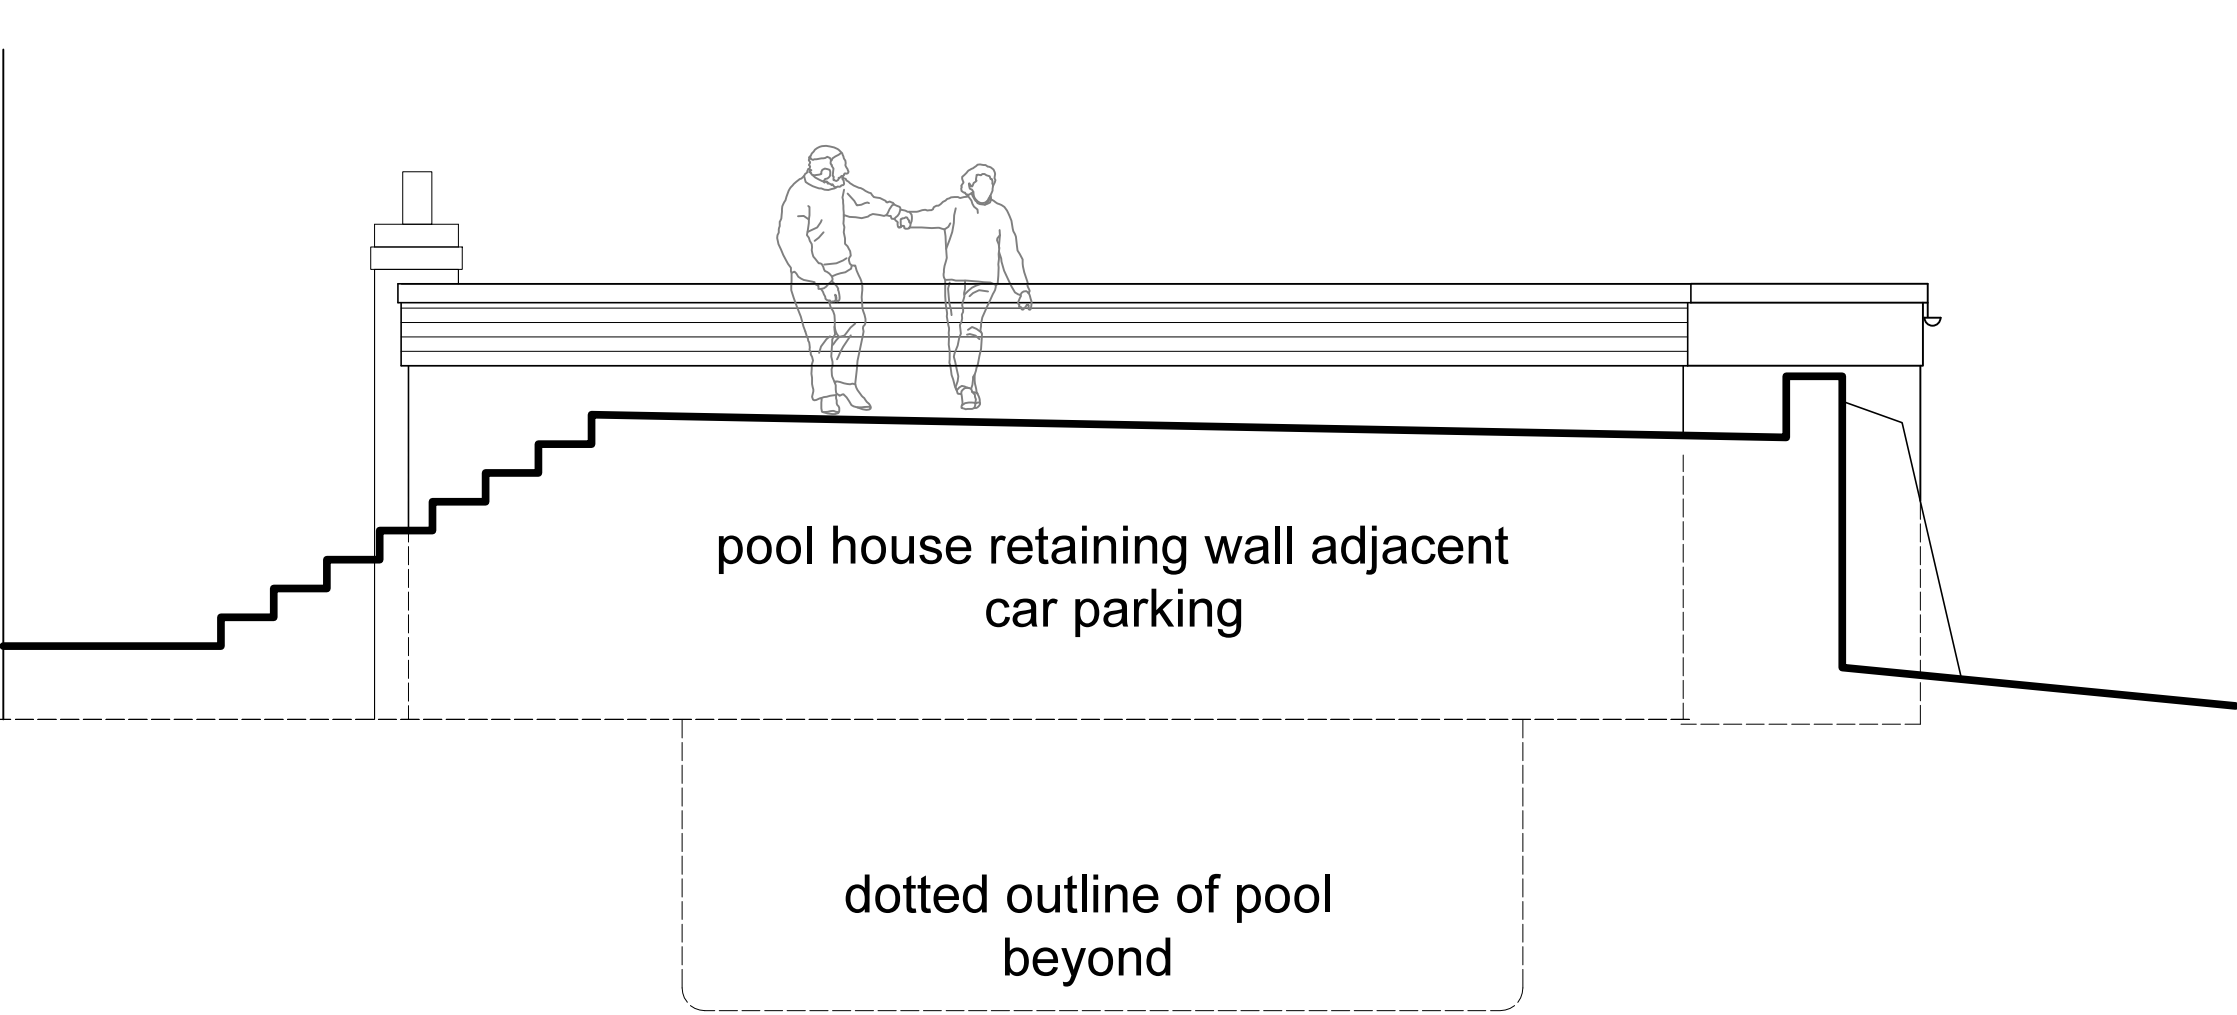 pool house retaining wall adjacent
car parking
dotted outline of pool
beyond